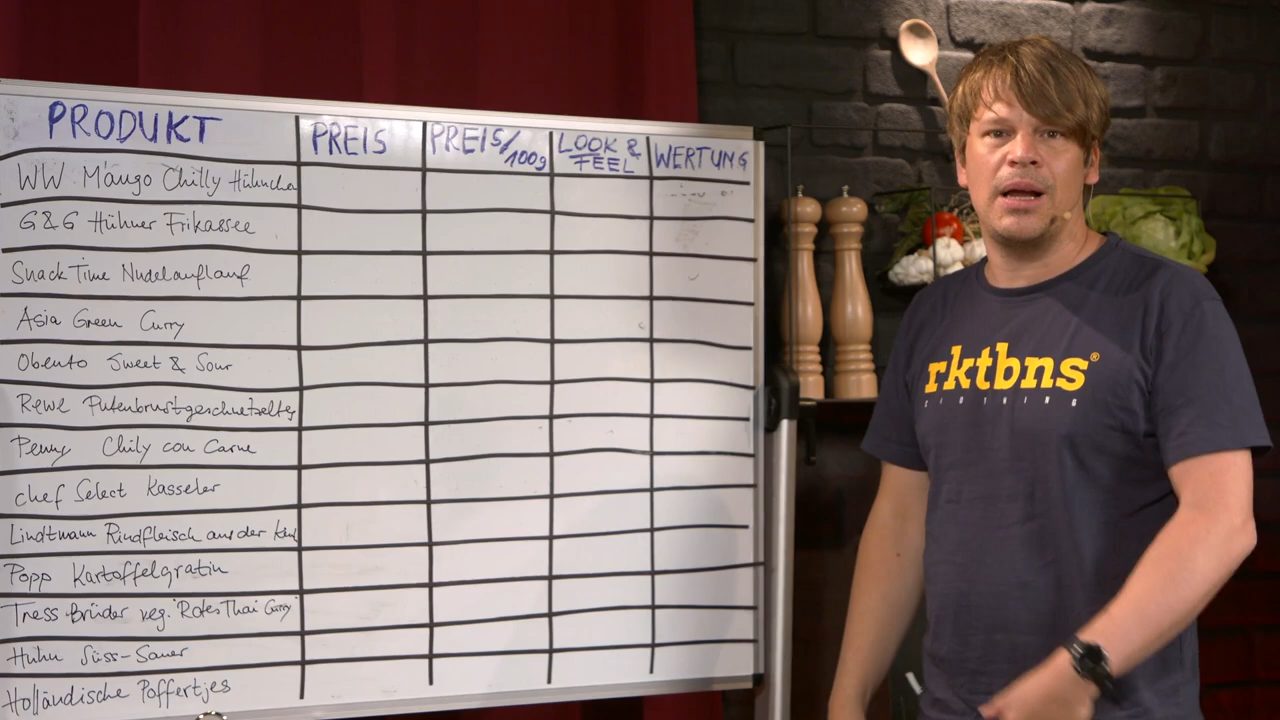 PRODUKT PREIS PREIS/100g LOOK & FEEL WERTUNG
WW Mango Chilly Hühnchen
G&G Hühner Frikassee
Snack Time Nudelauflauf
Asia Green Curry
Obento Sweet & Sour
Rewe Putenbrustgeschnetzeltes
Penny Chily con Carne
chef Select Kasseler
Lindtmann Rindfleisch aus der
Popp Kartoffelgratin
Tress Brüder veg. "Rotes Thai Curry"
Huhn Süss-Sauer
Holländische Poffertjes
rktbns®
CLOTHING